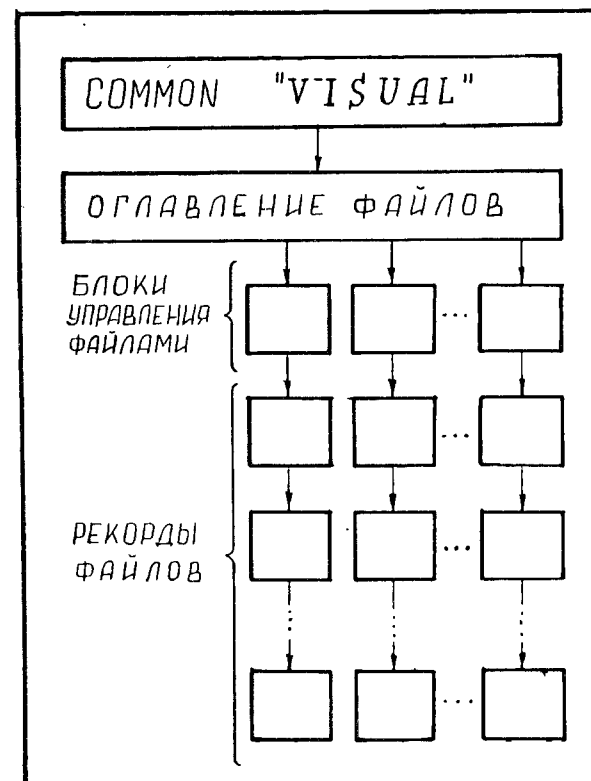 COMMON "VISUAL"
ОГЛАВЛЕНИЕ ФАЙЛОВ
БЛОКИ
УПРАВЛЕНИЯ
ФАЙЛАМИ
...
...
РЕКОРДЫ
ФАЙЛОВ
...
...